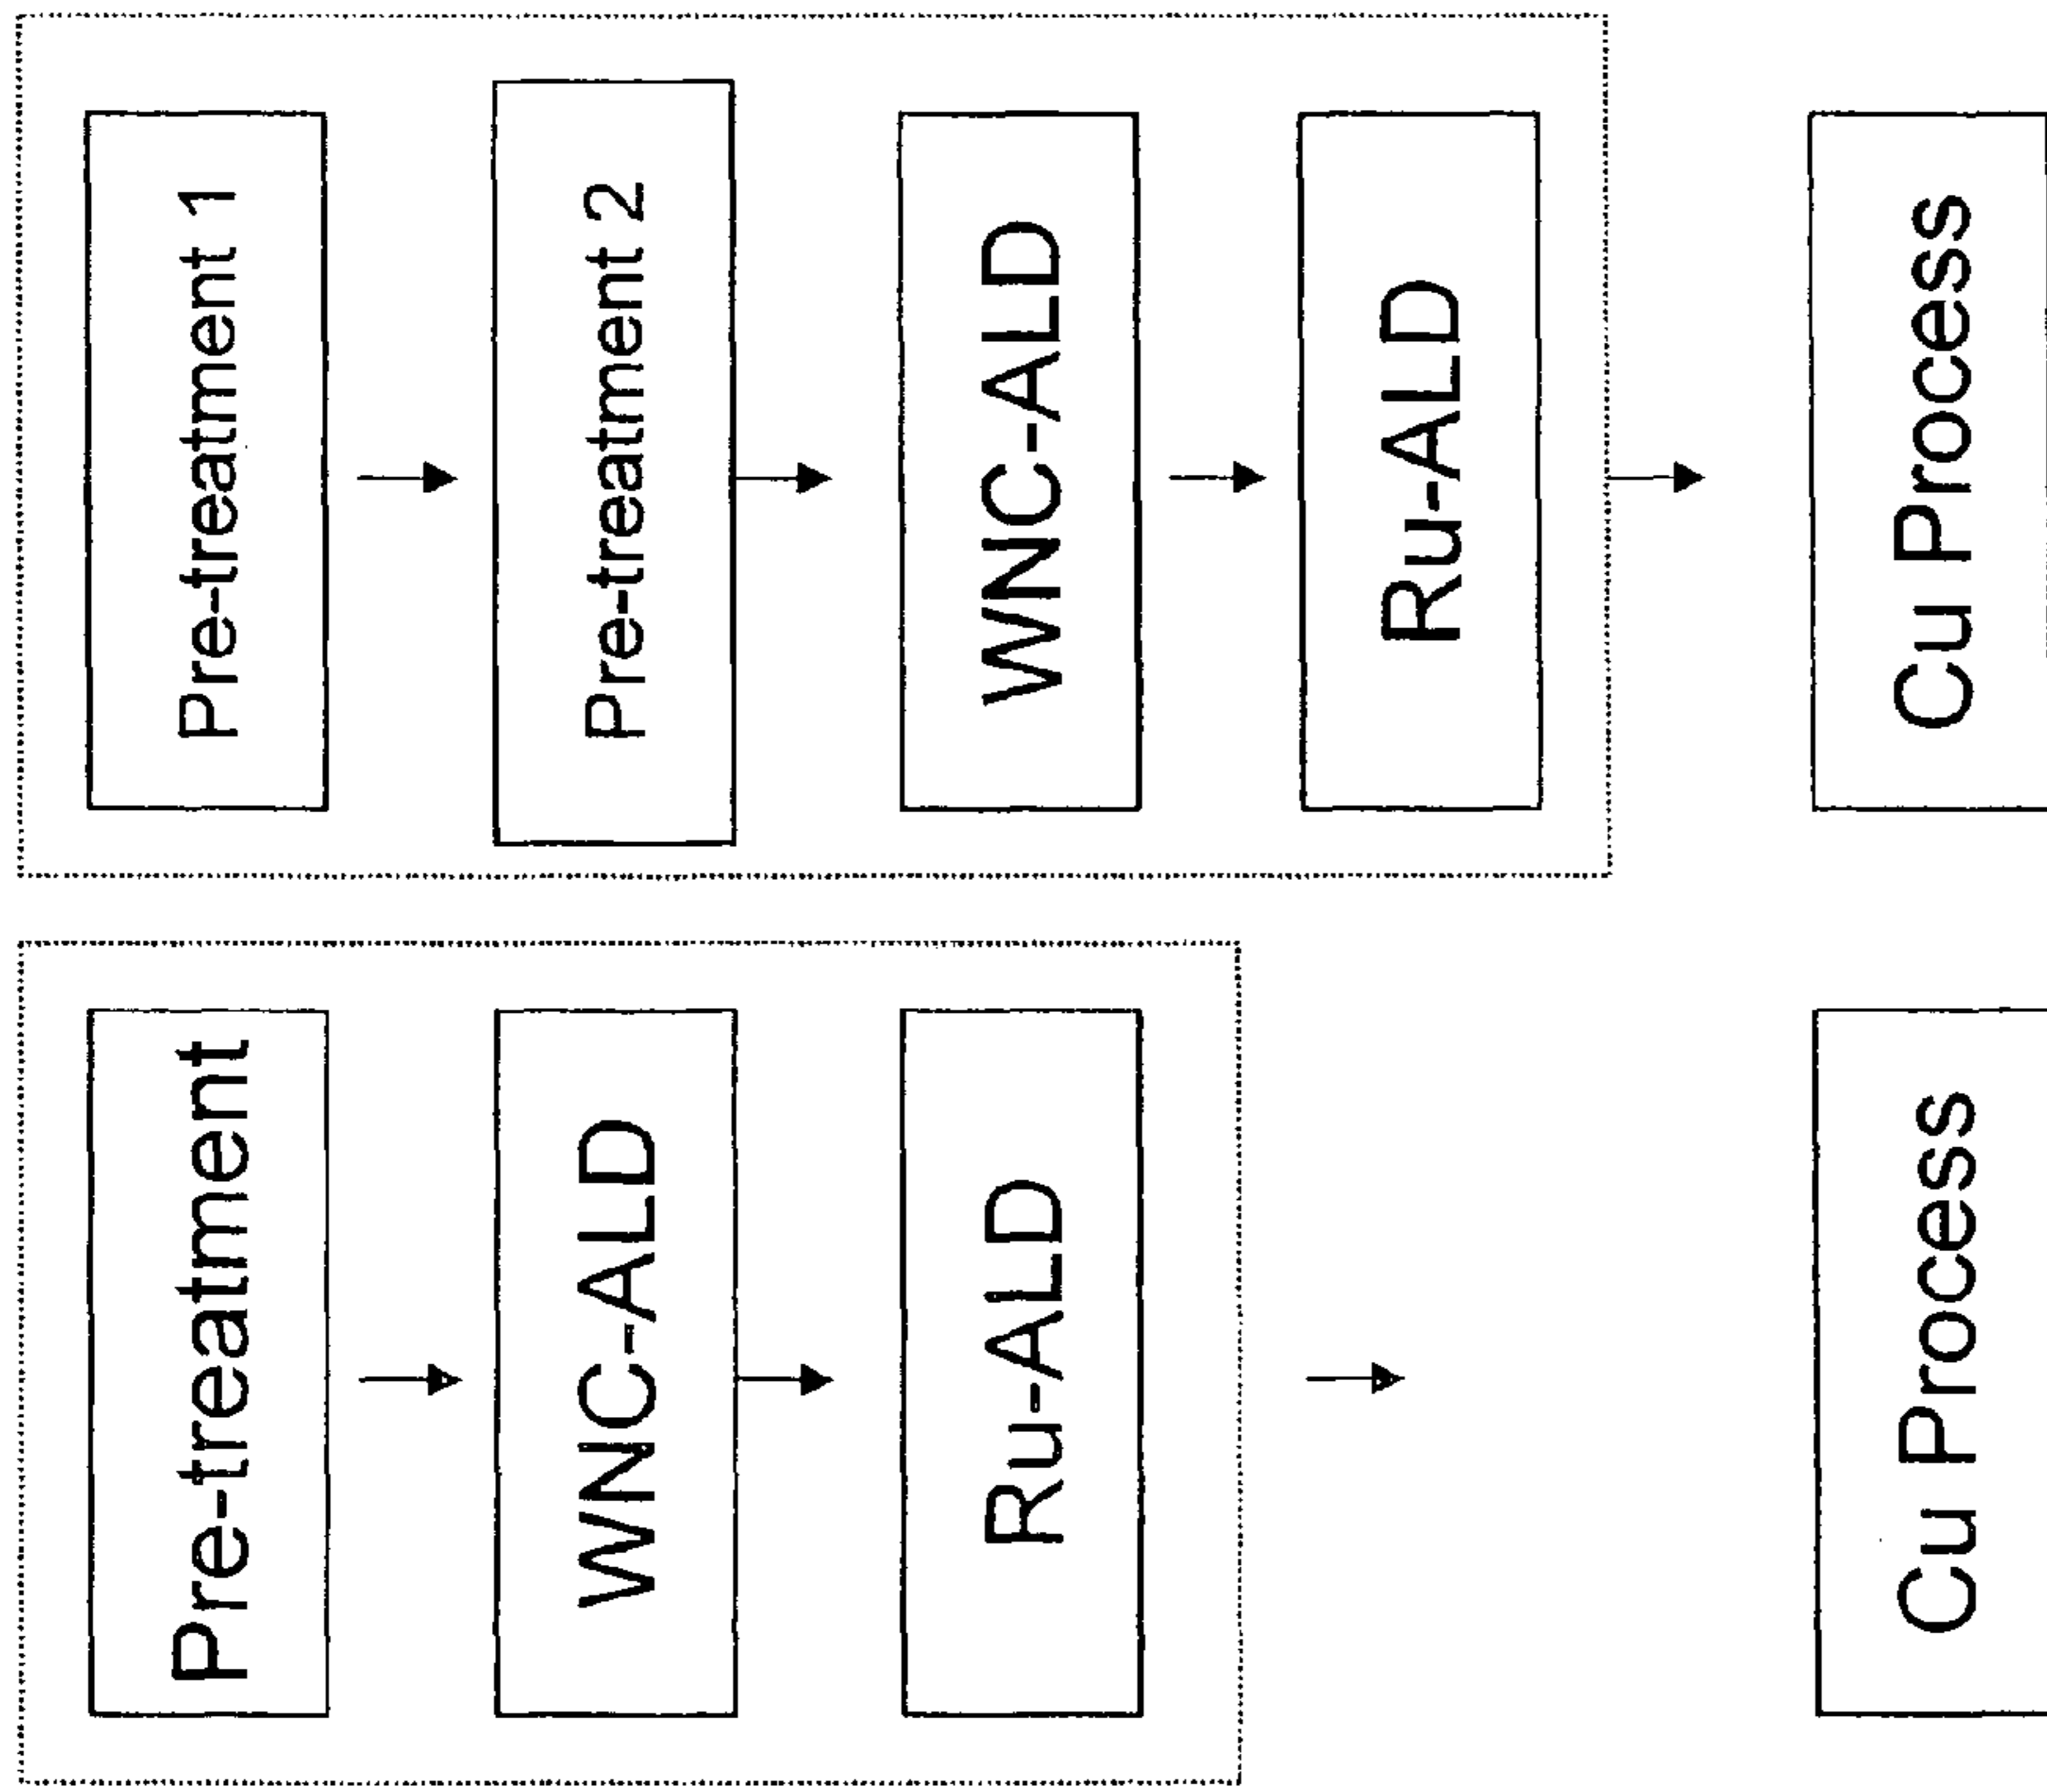 Pre-treatment
WNC-ALD
Ru-ALD
Cu Process
Pre-treatment 1
Pre-treatment 2
WNC-ALD
Ru-ALD
Cu Process